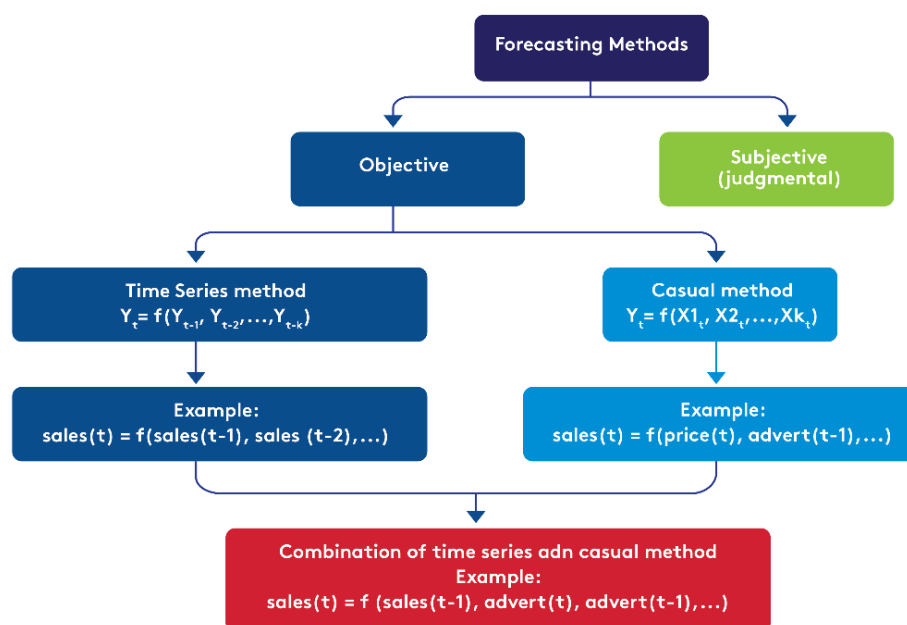 Forecasting Methods
Objective
Subjective
(judgmental)
Time Series method
Yₜ= f(Yₜ₋₁, Yₜ₋₂,...,Yₜ₋ₖ)
Casual method
Yₜ= f(X1ₜ, X2ₜ,...,Xkₜ)
Example:
sales(t) = f(sales(t-1), sales (t-2),...)
Example:
sales(t) = f(price(t), advert(t-1),...)
Combination of time series adn casual method
Example:
sales(t) = f (sales(t-1), advert(t), advert(t-1),...)